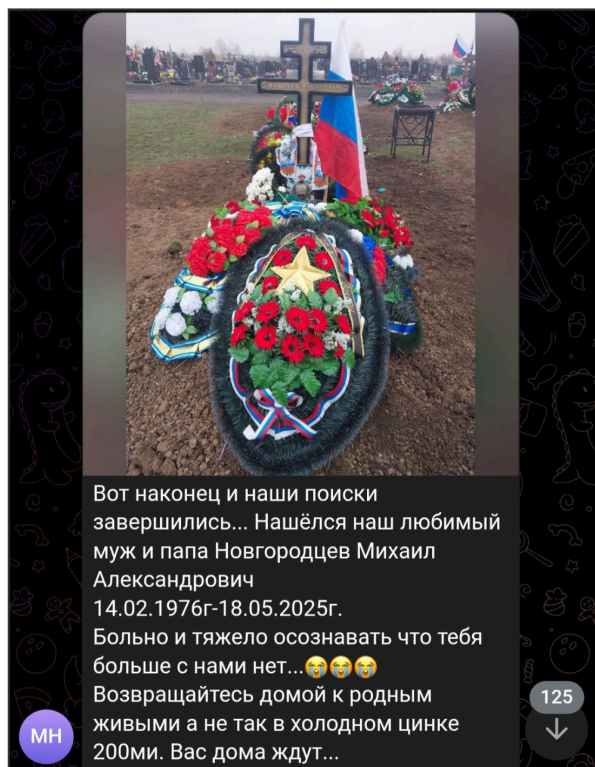 Вот наконец и наши поиски
завершились... Нашёлся наш любимый
муж и папа Новгородцев Михаил
Александрович
14.02.1976г-18.05.2025г.
Больно и тяжело осознавать что тебя
больше с нами нет...😭😭😭
Возвращайтесь домой к родным
живыми а не так в холодном цинке
200ми. Вас дома ждут...
МН
125